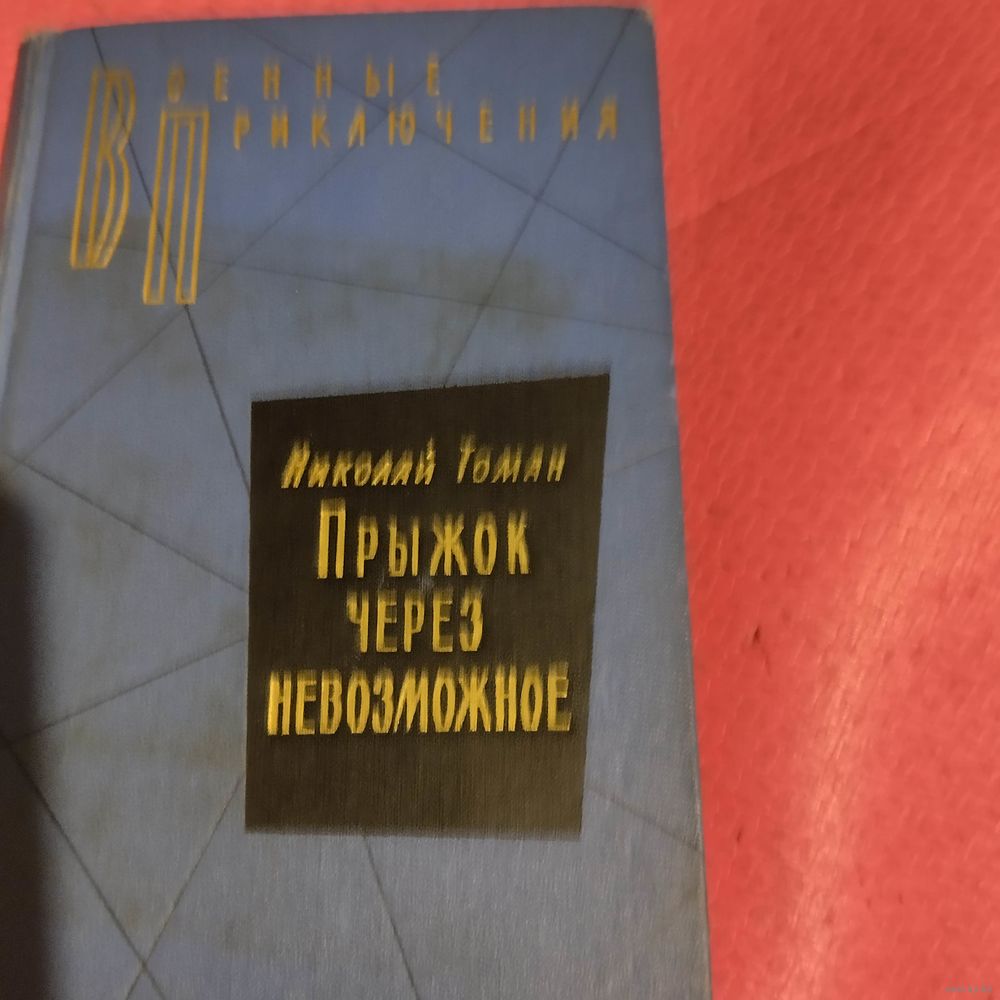 Военные
Приключения
Николай Томан
Прыжок
через
невозможное